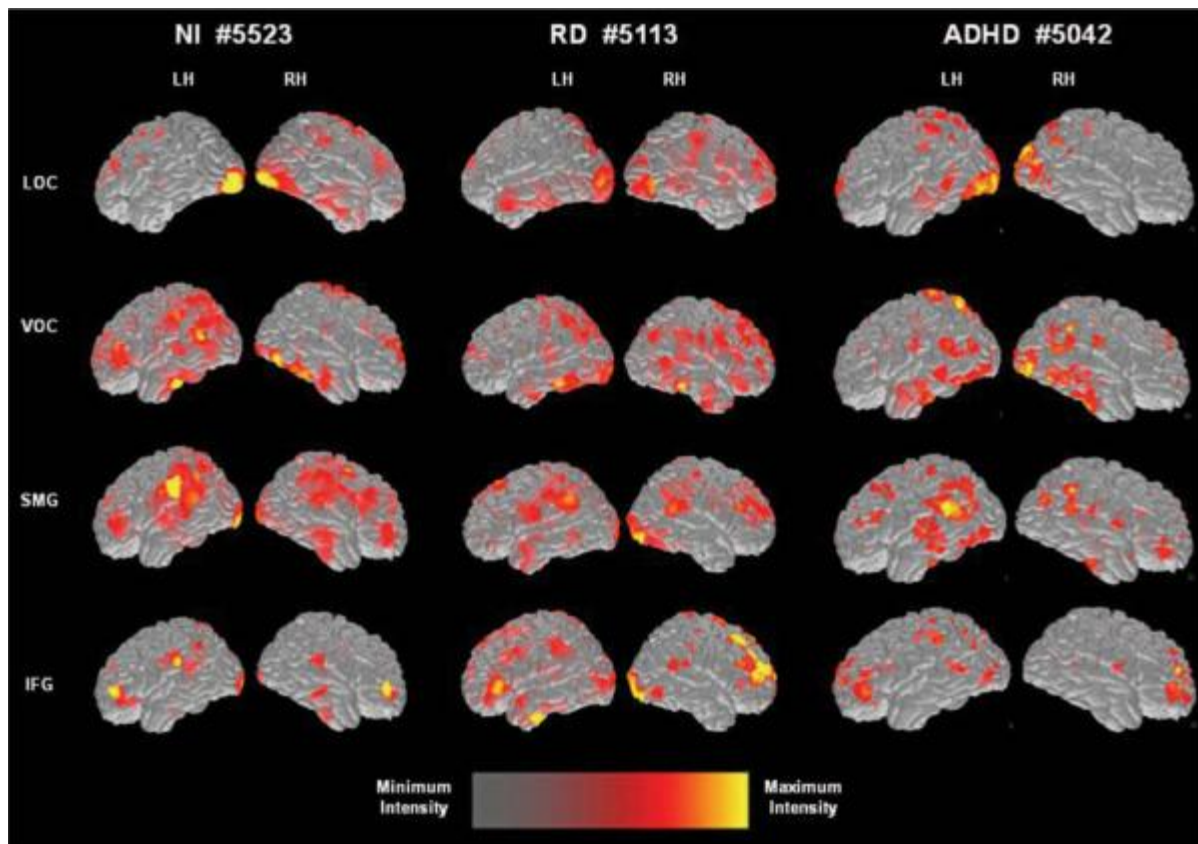 NI #5523 RD #5113 ADHD #5042
LH RH LH RH LH RH
LOC
VOC
SMG
IFG
Minimum Maximum
Intensity Intensity